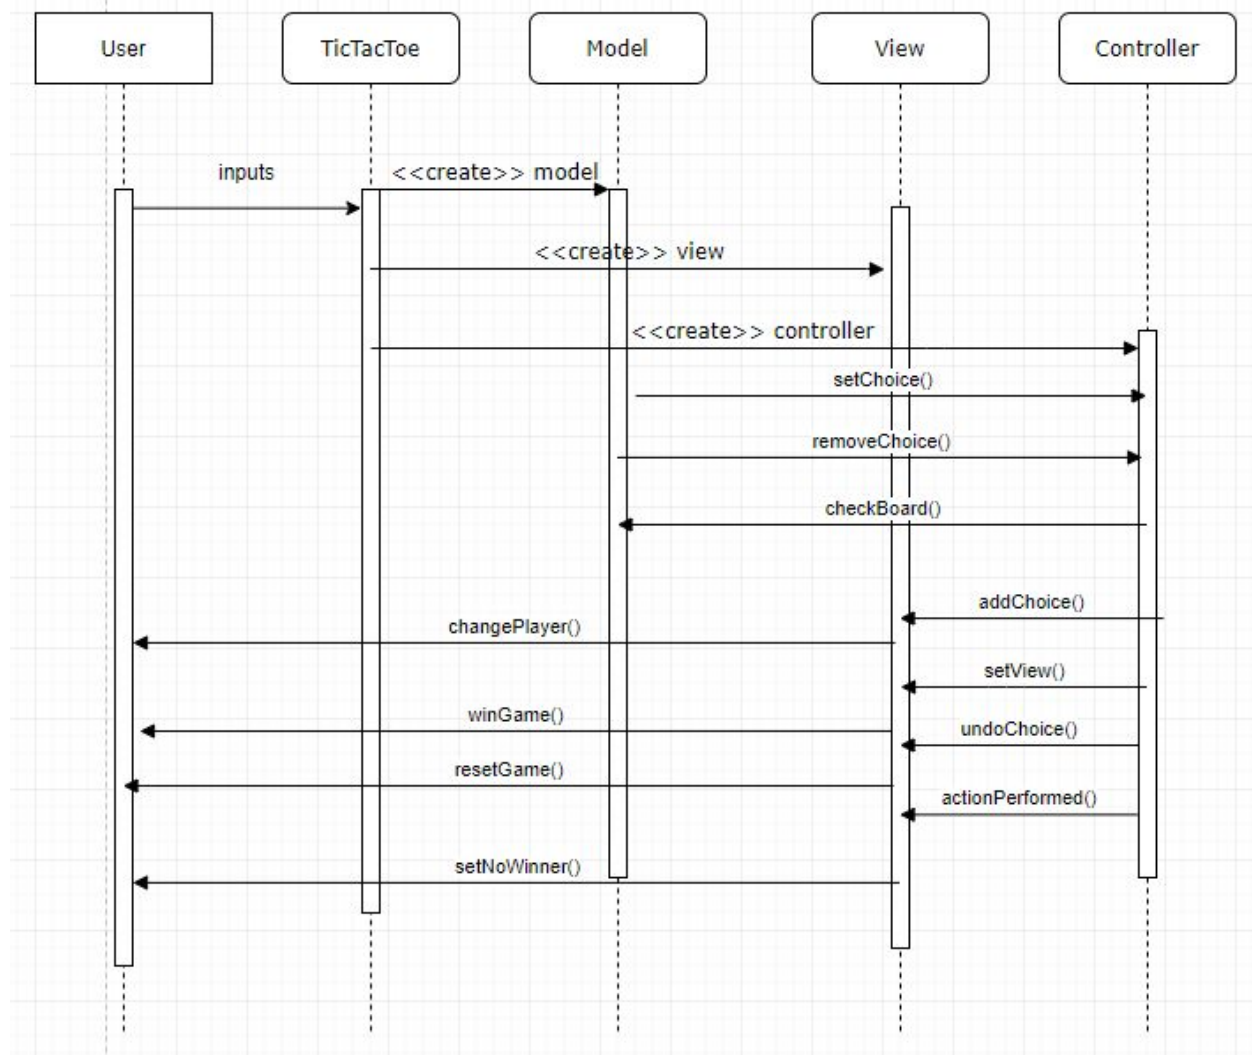 User
TicTacToe
Model
View
Controller
inputs
<<create>> model
<<create>> view
<<create>> controller
setChoice()
removeChoice()
checkBoard()
addChoice()
changePlayer()
setView()
winGame()
undoChoice()
resetGame()
actionPerformed()
setNoWinner()